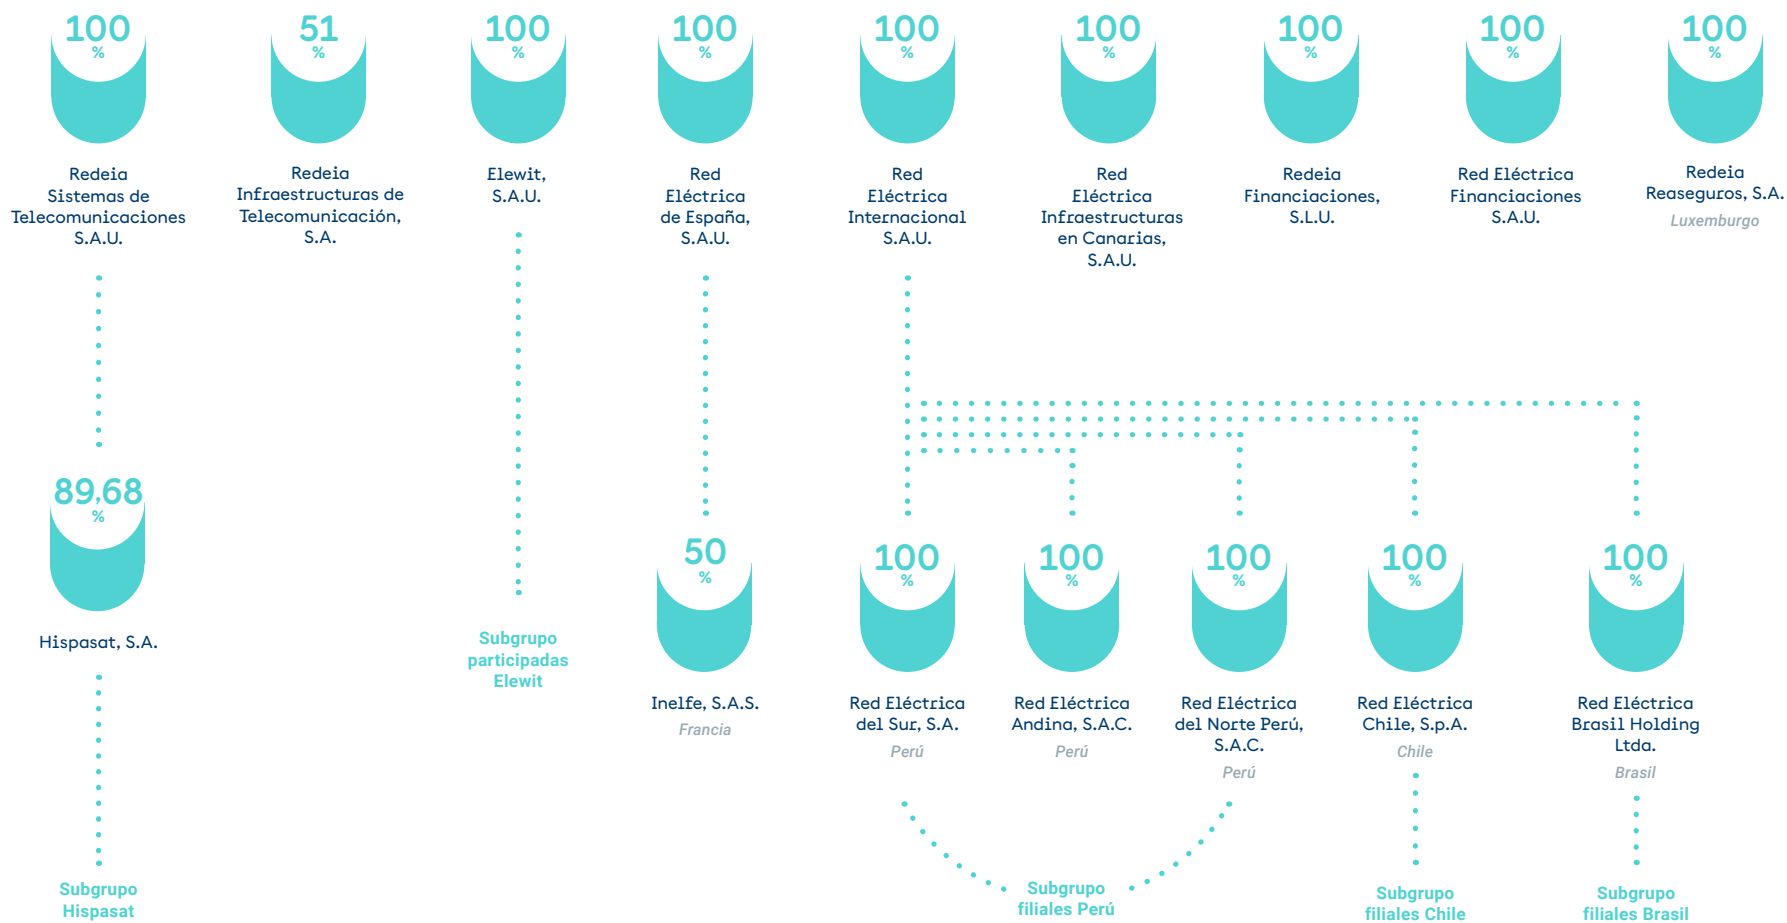 100
%
Redeia
Sistemas de
Telecomunicaciones
S.A.U.
51
%
Redeia
Infraestructuras de
Telecomunicación,
S.A.
100
%
Elewit,
S.A.U.
100
%
Red
Eléctrica
de España,
S.A.U.
100
%
Red
Eléctrica
Internacional
S.A.U.
100
%
Red
Eléctrica
Infraestructuras
en Canarias,
S.A.U.
100
%
Redeia
Financiaciones,
S.L.U.
100
%
Red Eléctrica
Financiaciones
S.A.U.
100
%
Redeia
Reaseguros, S.A.
Luxemburgo
89,68
%
Hispasat, S.A.
Subgrupo
participadas
Elewit
50
%
Inelfe, S.A.S.
Francia
100
%
Red Eléctrica
del Sur, S.A.
Perú
100
%
Red Eléctrica
Andina, S.A.C.
Perú
100
%
Red Eléctrica
del Norte Perú,
S.A.C.
Perú
100
%
Red Eléctrica
Chile, S.p.A.
Chile
100
%
Red Eléctrica
Brasil Holding
Ltda.
Brasil
Subgrupo
Hispasat
Subgrupo
filiales Perú
Subgrupo
filiales Chile
Subgrupo
filiales Brasil